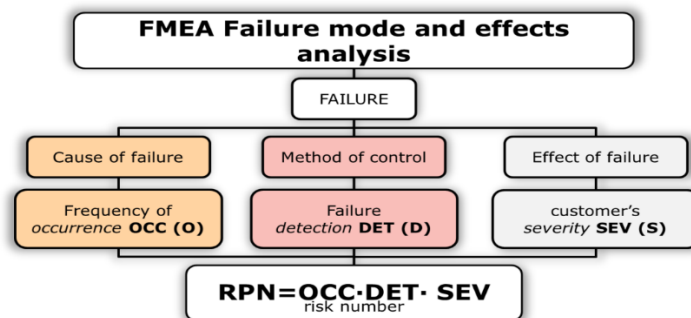 FMEA Failure mode and effects
analysis
FAILURE
Cause of failure
Method of control
Effect of failure
Frequency of
occurrence OCC (O)
Failure
detection DET (D)
customer's
severity SEV (S)
RPN=OCC·DET· SEV
risk number